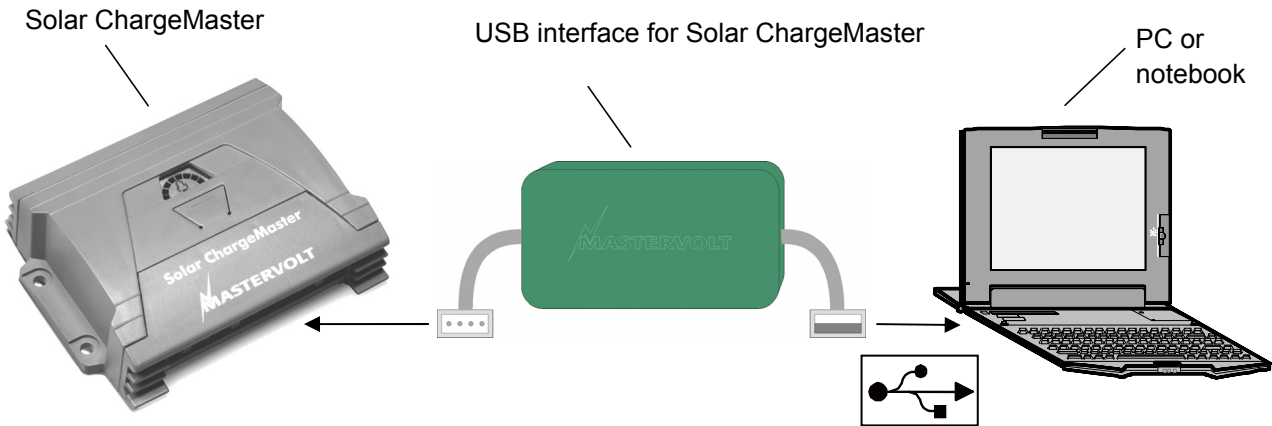 Solar ChargeMaster
USB interface for Solar ChargeMaster
PC or
notebook
Solar ChargeMaster
MASTERVOLT
MASTERVOLT